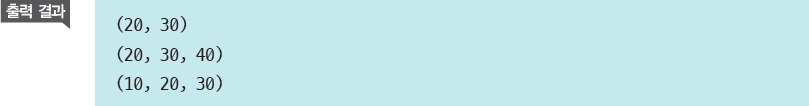 출력 결과
(20, 30)
(20, 30, 40)
(10, 20, 30)